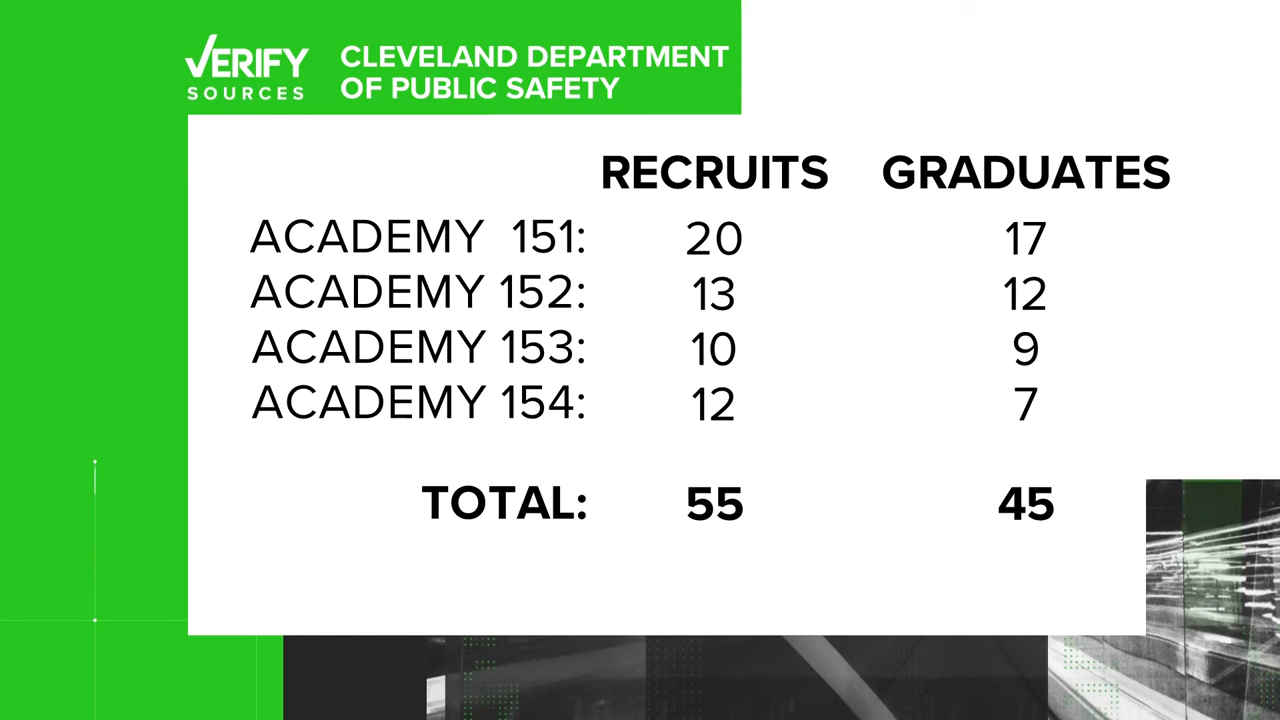 VERIFY
SOURCES
CLEVELAND DEPARTMENT
OF PUBLIC SAFETY
RECRUITS GRADUATES
ACADEMY 151: 20 17
ACADEMY 152: 13 12
ACADEMY 153: 10 9
ACADEMY 154: 12 7
TOTAL: 55 45